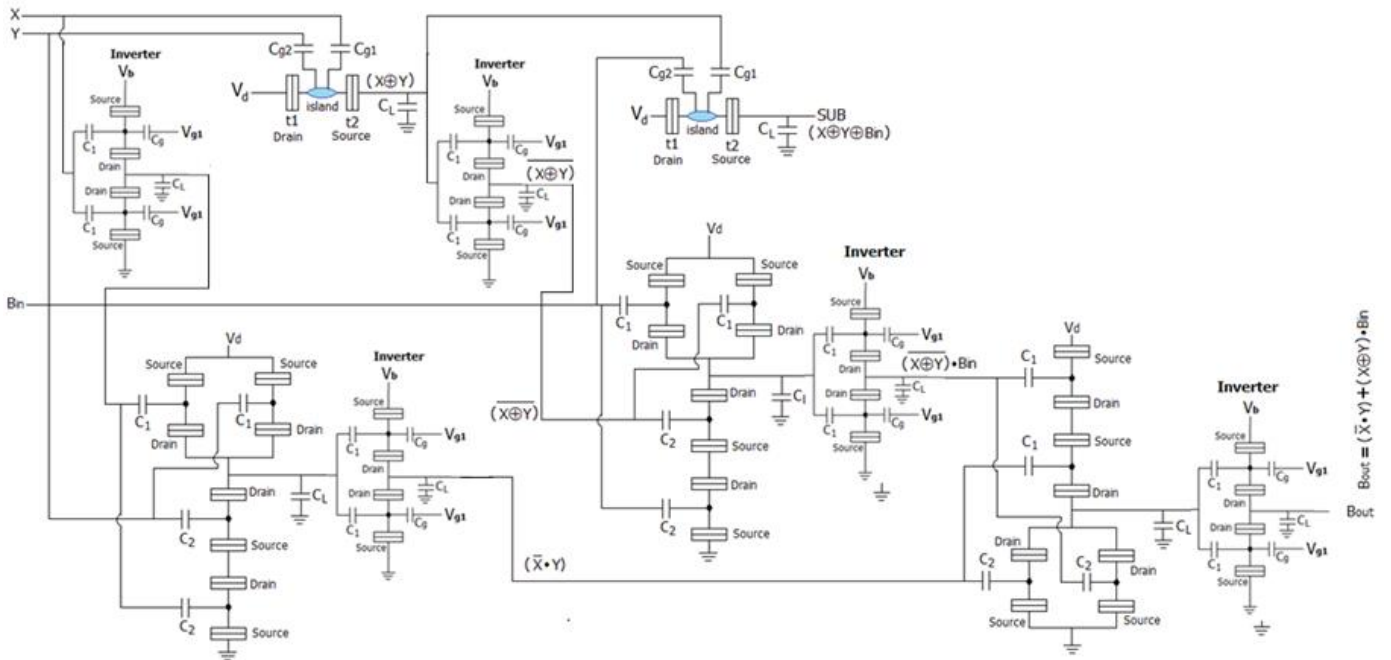 X
Y
Cg2
Cg1
Vd
island
t1
t2
Drain
Source
(X⊕Y)
CL
Inverter
Vb
Source
C1
Cg
Vg1
Drain
CL
Drain
C1
Cg
Vg1
Source
Inverter
Vb
Source
C1
Cg
Vg1
Drain
(X̅⊕̅Y̅)
CL
Drain
C1
Cg
Vg1
Source
Cg2
Cg1
Vd
island
t1
t2
Drain
Source
CL
SUB
(X⊕Y⊕Bin)
Bin
Vd
Source
Source
C1
C1
Drain
Drain
Drain
C2
Source
Drain
C2
Source
CL
Inverter
Vb
Source
C1
Cg
Vg1
Drain
CL
Drain
C1
Cg
Vg1
Source
(X̅•Y)
Vd
Source
Source
C1
C1
Drain
Drain
(X̅⊕̅Y̅)
Drain
C2
Source
Drain
C2
Source
Cl
Inverter
Vb
Source
C1
Cg
Vg1
Drain
(X̅⊕̅Y̅)•Bin
CL
Drain
C1
Cg
Vg1
Source
Vd
C1
Source
C1
Source
Drain
Drain
C2
C2
Drain
Source
Source
CL
Inverter
Vb
Source
C1
Cg
Vg1
Drain
CL
Drain
C1
Cg
Vg1
Source
Bout
Bout = (X̅•Y)+(X⊕Y)•Bin